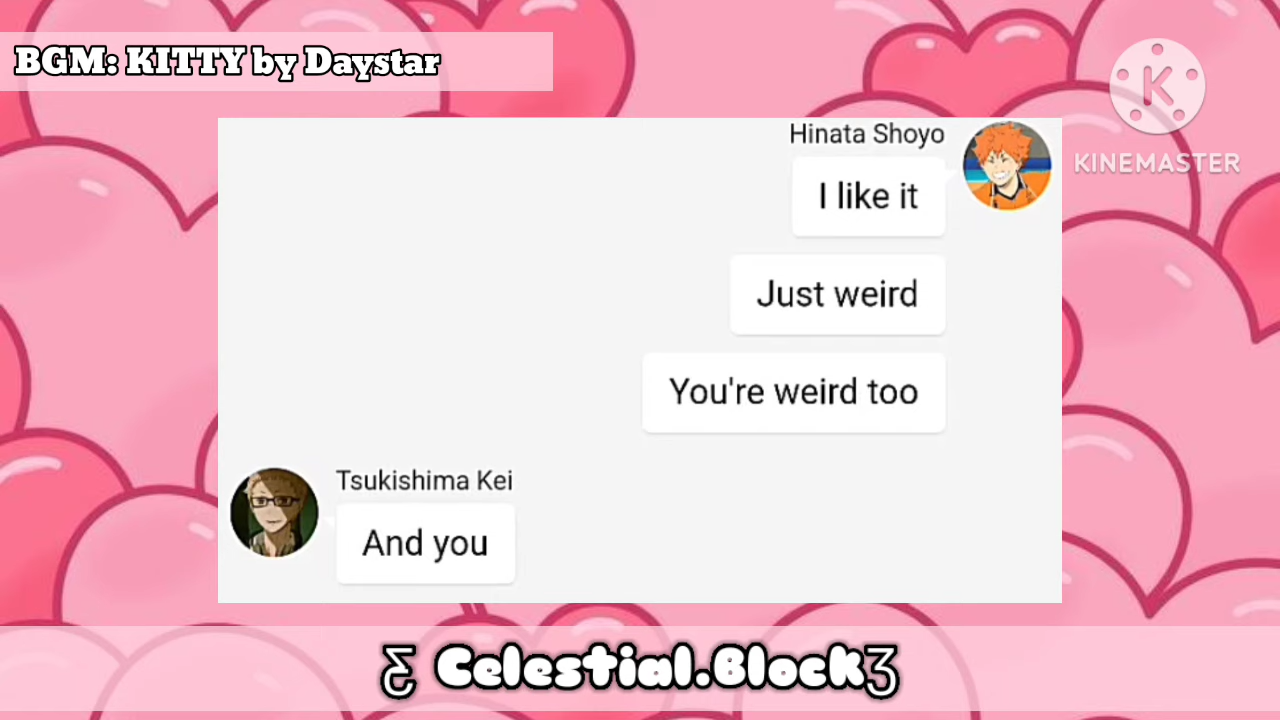 BGM: KITTY by Daystar
K
KINEMASTER
Hinata Shoyo
I like it
Just weird
You're weird too
Tsukishima Kei
And you
Ƹ Celestial.BlockƷ